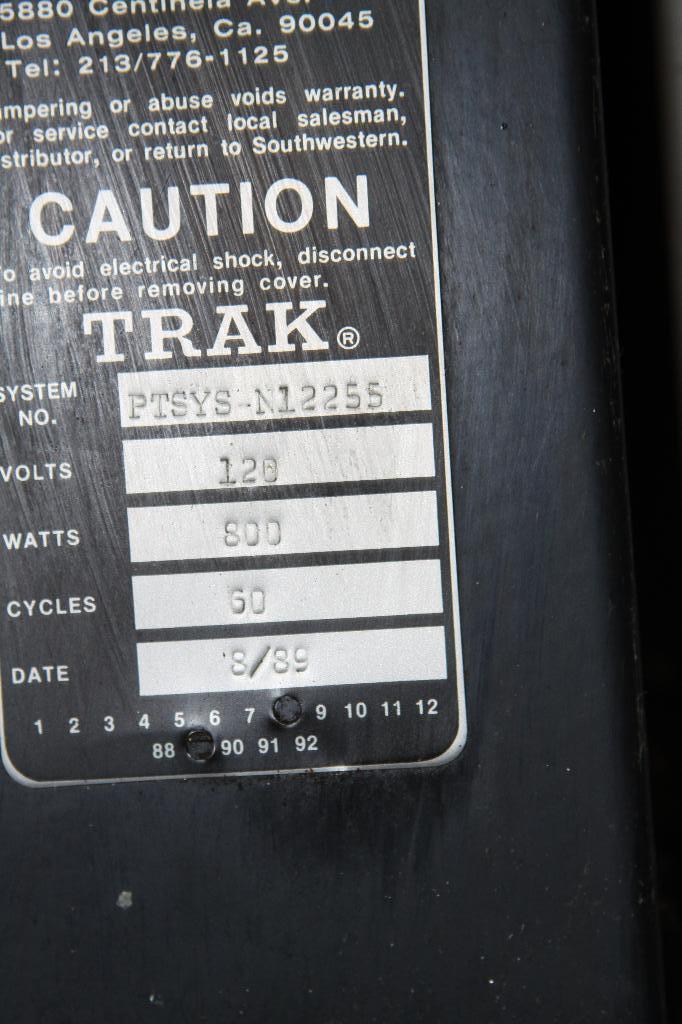 5880 Centinela Ave.
Los Angeles, Ca. 90045
Tel: 213/776-1125
ampering or abuse voids warranty.
or service contact local salesman,
stributor, or return to Southwestern.
CAUTION
o avoid electrical shock, disconnect
ine before removing cover.
TRAK®
SYSTEM NO. PTSYS-N12255
VOLTS 120
WATTS 800
CYCLES 60
DATE 8/89
1 2 3 4 5 6 7 9 10 11 12
88 90 91 92